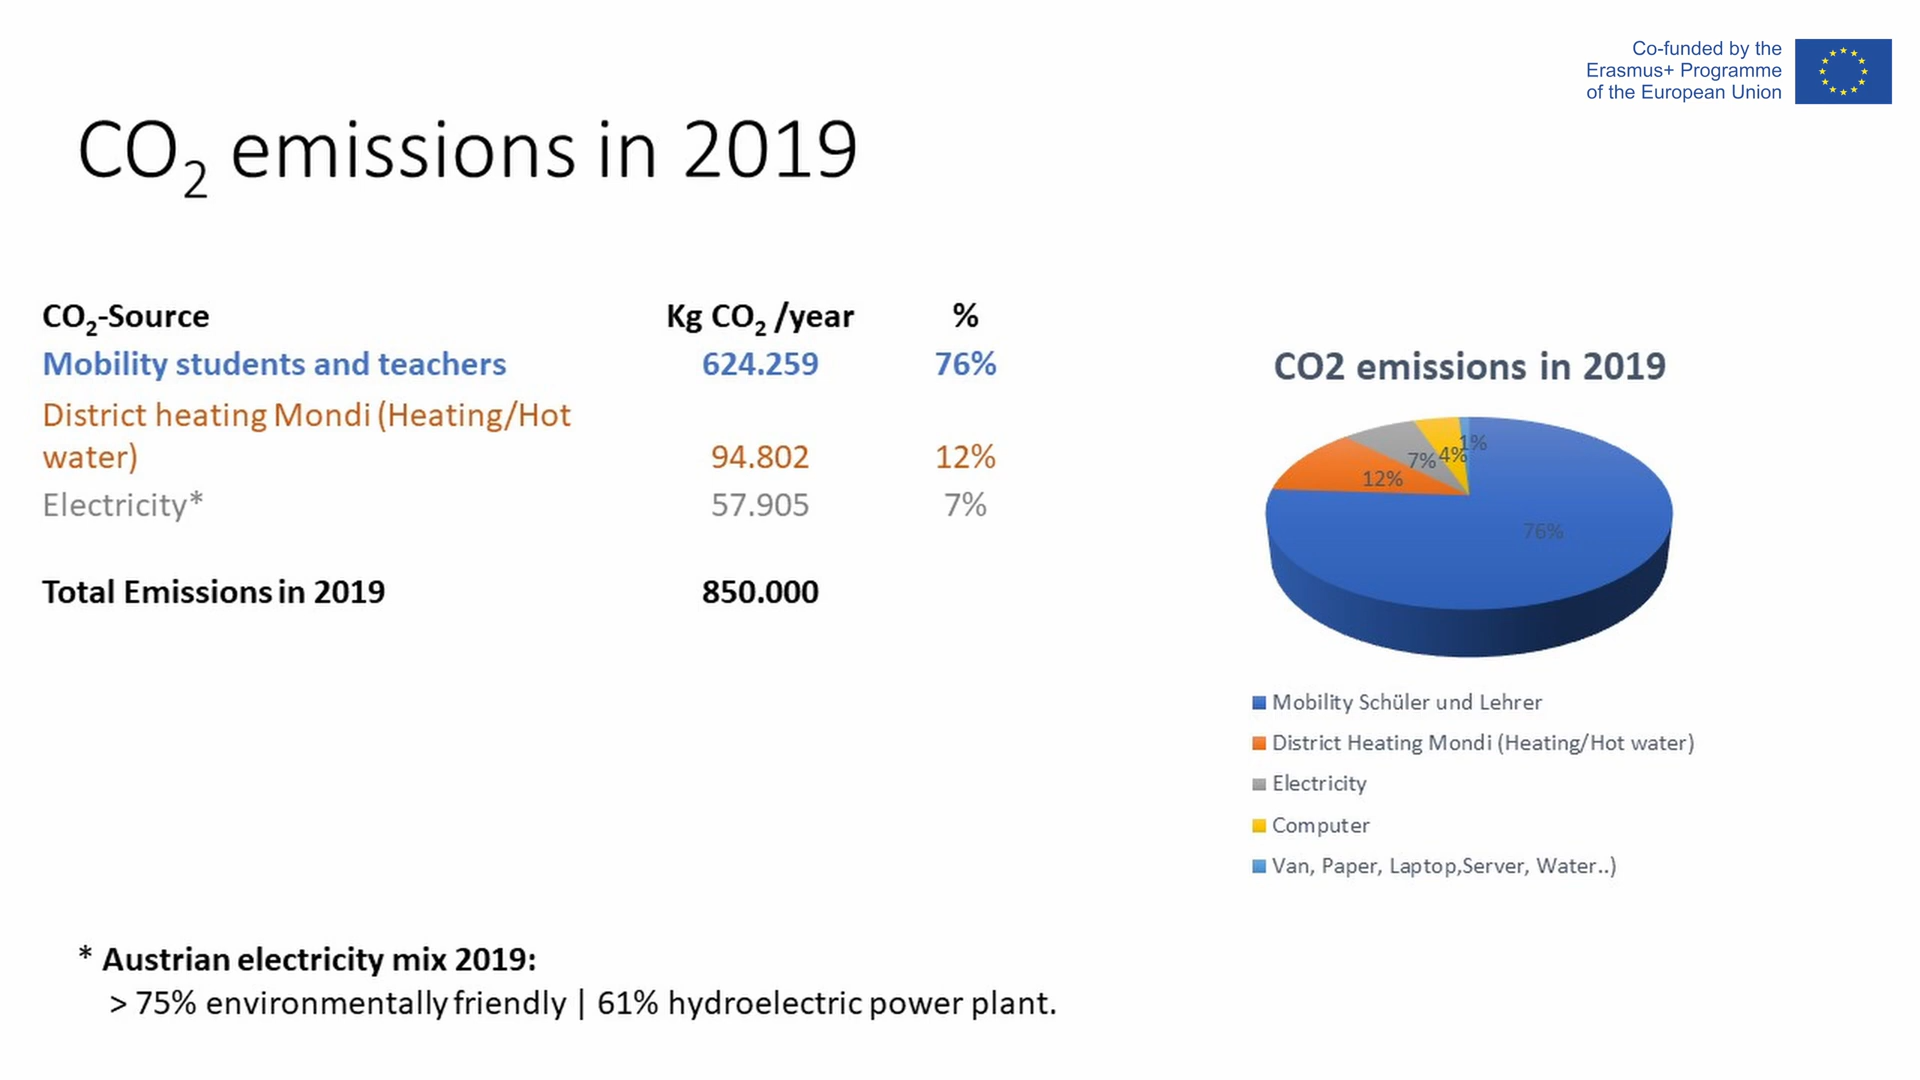 Co-funded by the
Erasmus+ Programme
of the European Union
CO₂ emissions in 2019
CO₂-Source Kg CO₂ /year %
Mobility students and teachers 624.259 76%
District heating Mondi (Heating/Hot
water) 94.802 12%
Electricity* 57.905 7%
Total Emissions in 2019 850.000
CO2 emissions in 2019
1%
4%
7%
12%
76%
Mobility Schüler und Lehrer
District Heating Mondi (Heating/Hot water)
Electricity
Computer
Van, Paper, Laptop,Server, Water..)
* Austrian electricity mix 2019:
> 75% environmentally friendly | 61% hydroelectric power plant.